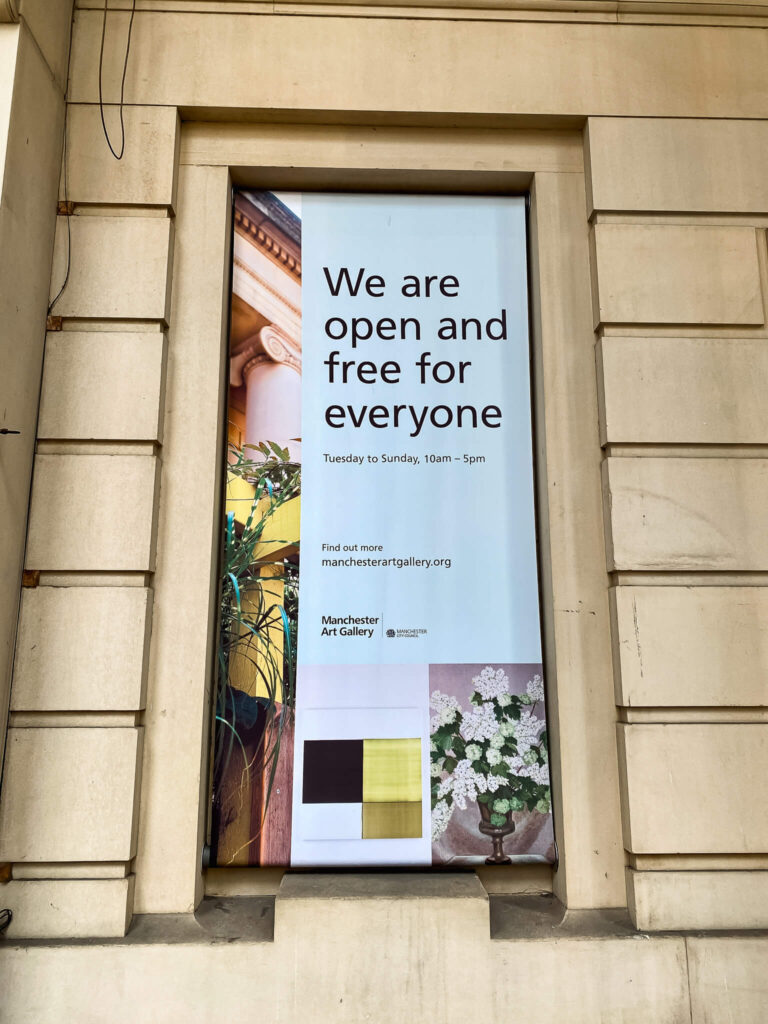 We are
open and
free for
everyone
Tuesday to Sunday, 10am – 5pm
Find out more
manchesterartgallery.org
Manchester
Art Gallery
MANCHESTER
CITY COUNCIL